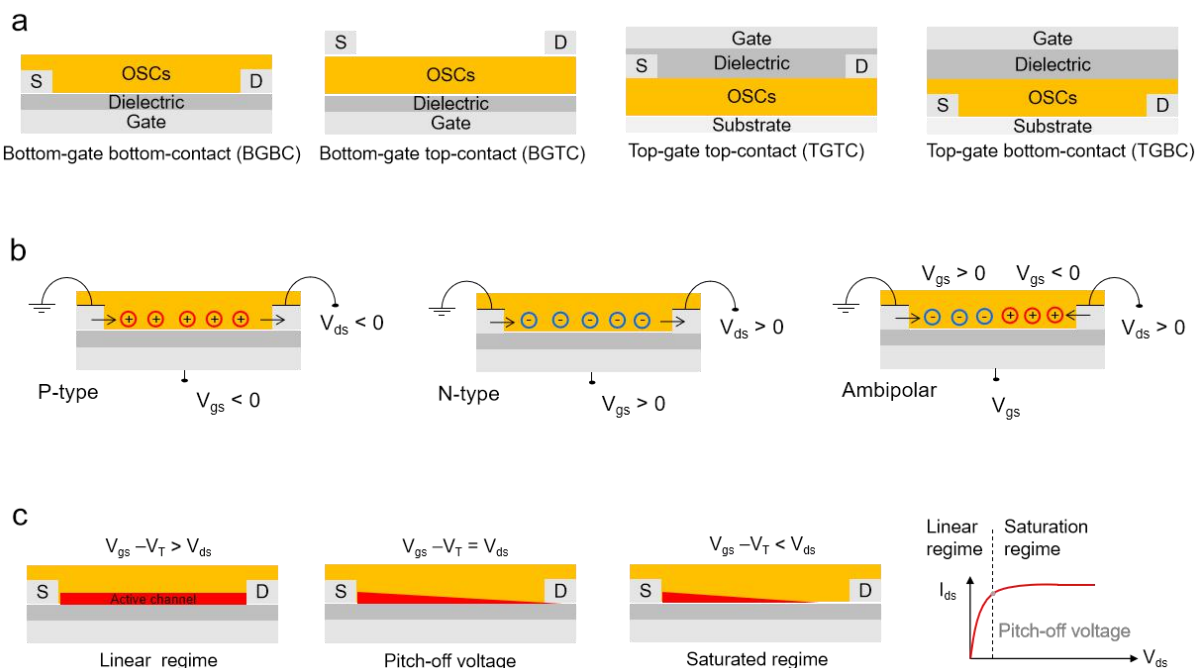 a
S
OSCs
D
Dielectric
Gate
Bottom-gate bottom-contact (BGBC)
S
D
OSCs
Dielectric
Gate
Bottom-gate top-contact (BGTC)
Gate
S
Dielectric
D
OSCs
Substrate
Top-gate top-contact (TGTC)
Gate
Dielectric
S
OSCs
D
Substrate
Top-gate bottom-contact (TGBC)
b
+ + + + +
Vds < 0
P-type
Vgs < 0
- - - - -
Vds > 0
N-type
Vgs > 0
Vgs > 0 Vgs < 0
- - - + + +
Vds > 0
Ambipolar
Vgs
c
Vgs –VT > Vds
S
Active channel
D
Linear regime
Vgs –VT = Vds
S
D
Pitch-off voltage
Vgs –VT < Vds
S
D
Saturated regime
Linear
regime
Saturation
regime
Ids
Pitch-off voltage
Vds